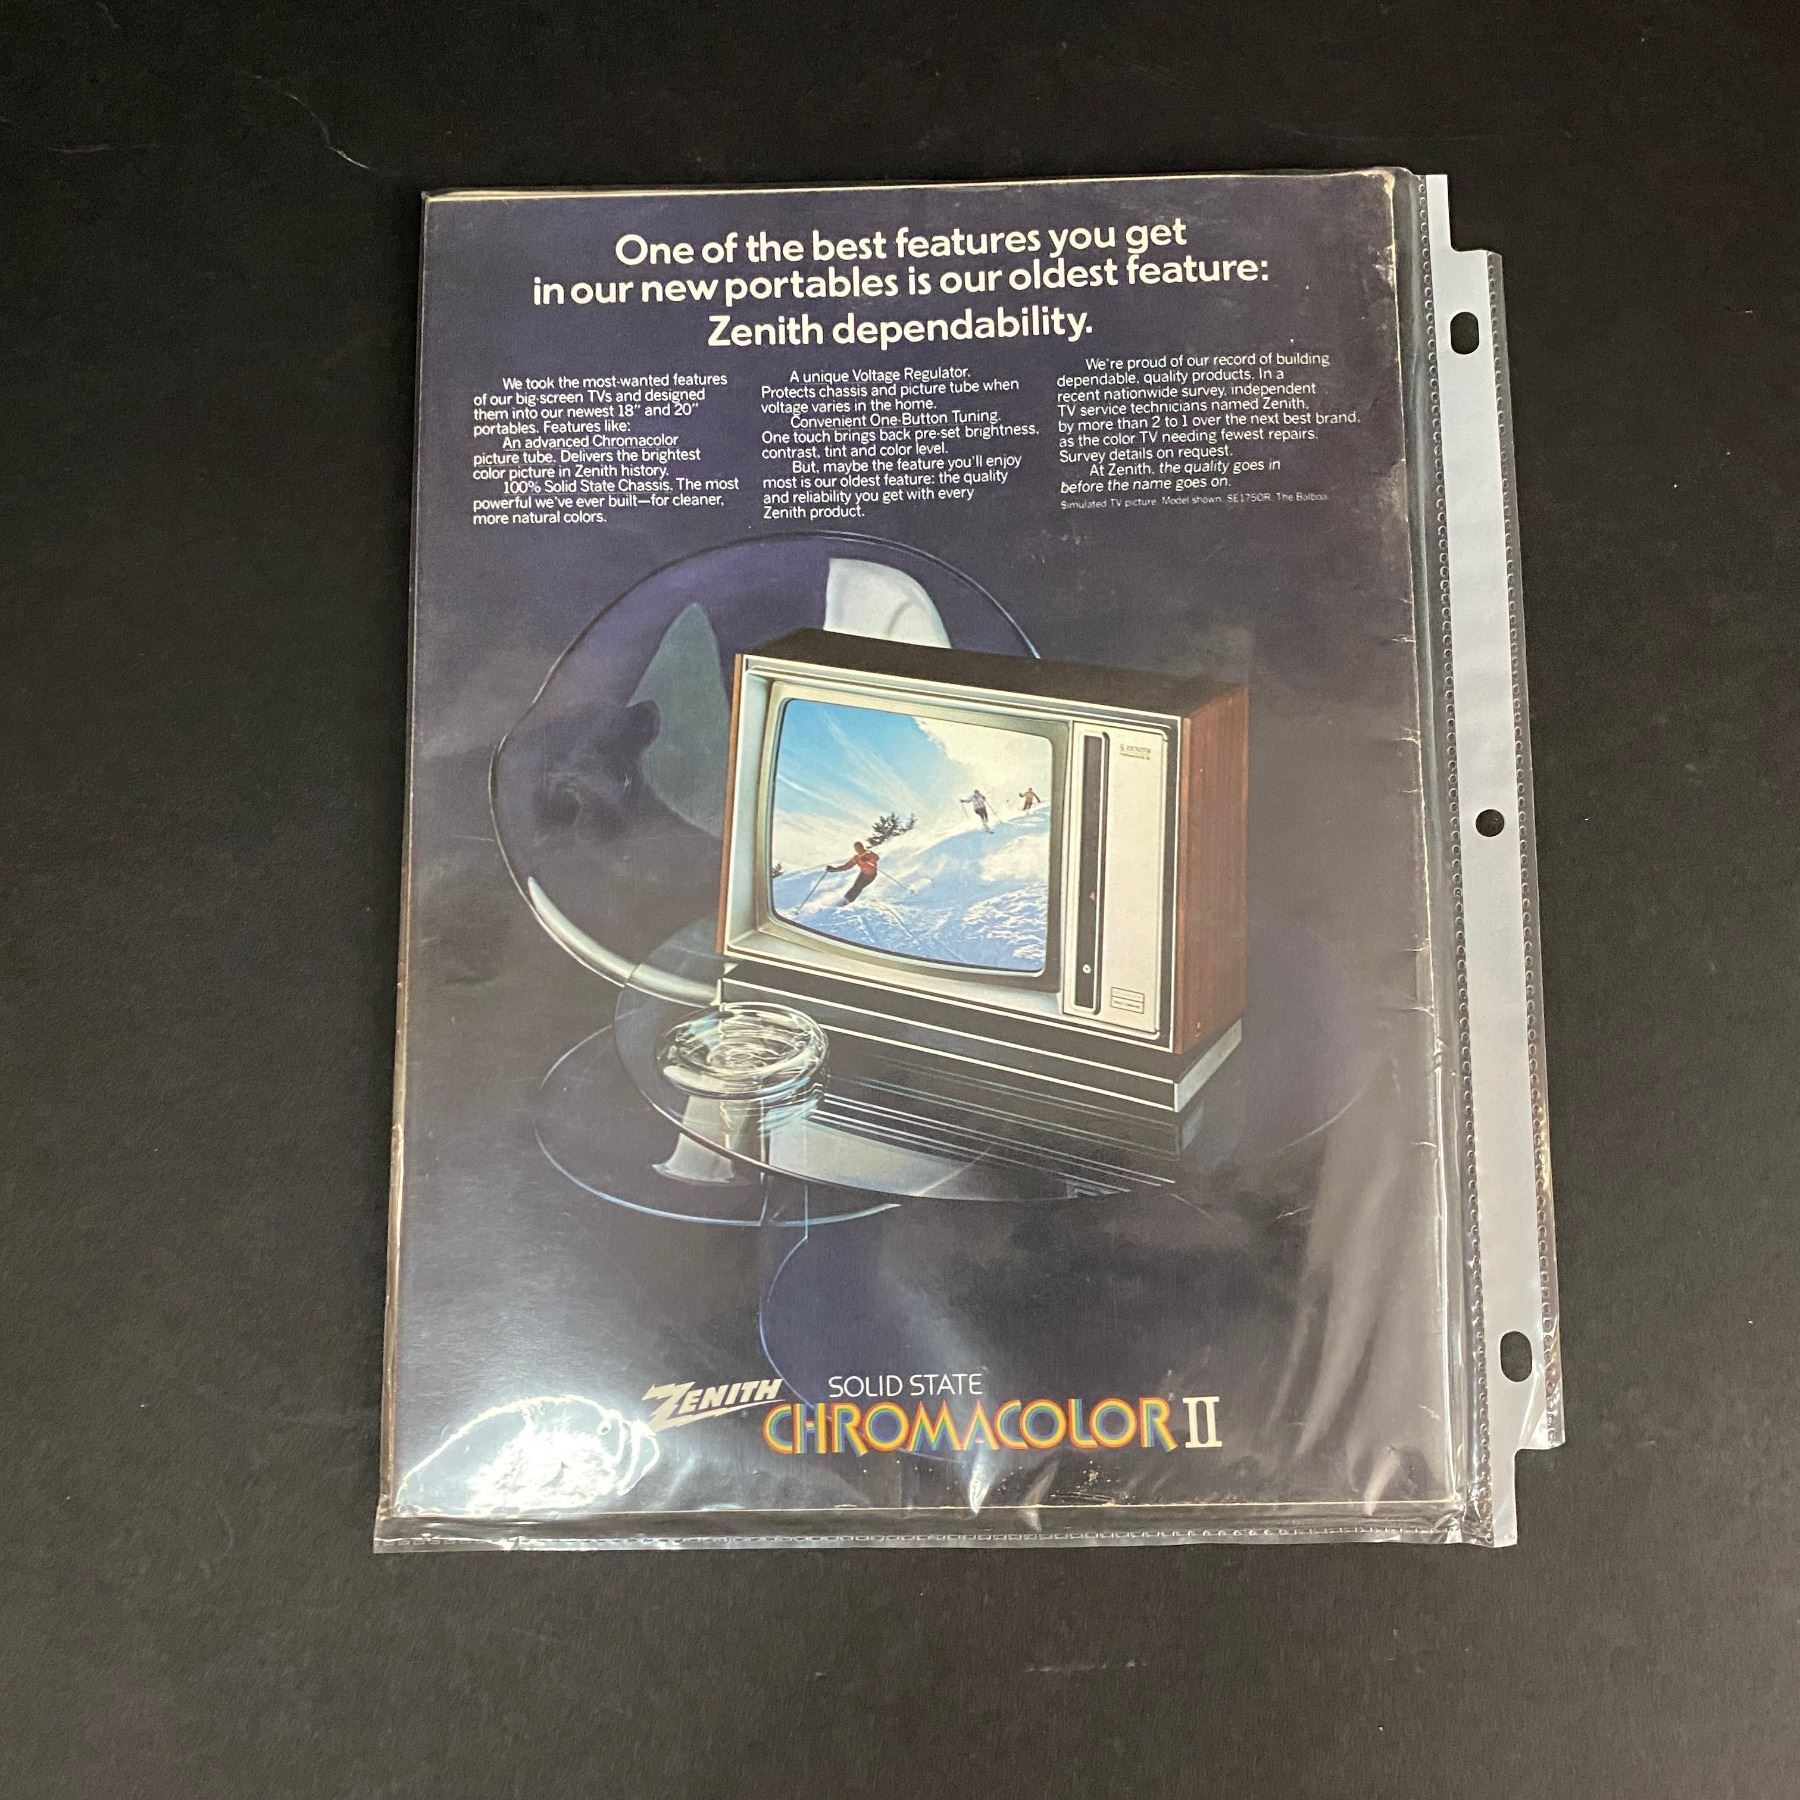 One of the best features you get
in our new portables is our oldest feature:
Zenith dependability.
We took the most-wanted features
of our big-screen TVs and designed
them into our newest 18" and 20"
portables. Features like:
An advanced Chromacolor
picture tube. Delivers the brightest
color picture in Zenith history.
100% Solid State Chassis. The most
powerful we've ever built—for cleaner,
more natural colors.
A unique Voltage Regulator.
Protects chassis and picture tube when
voltage varies in the home.
Convenient One-Button Tuning.
One touch brings back pre-set brightness,
contrast, tint and color level.
But, maybe the feature you'll enjoy
most is our oldest feature: the quality
and reliability you get with every
Zenith product.
We're proud of our record of building
dependable, quality products. In a
recent nationwide survey, independent
TV service technicians named Zenith,
by more than 2 to 1 over the next best brand,
as the color TV needing fewest repairs.
Survey details on request.
At Zenith, the quality goes in
before the name goes on.
Simulated TV picture. Model shown: SE1750R. The Balboa.
ZENITH
ZENITH
SOLID STATE
CHROMACOLOR® II